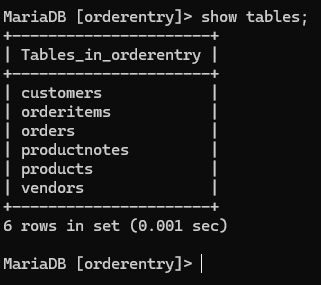 MariaDB [orderentry]> show tables;
+----------------------+
| Tables_in_orderentry |
+----------------------+
| customers            |
| orderitems           |
| orders               |
| productnotes         |
| products             |
| vendors              |
+----------------------+
6 rows in set (0.001 sec)
MariaDB [orderentry]>